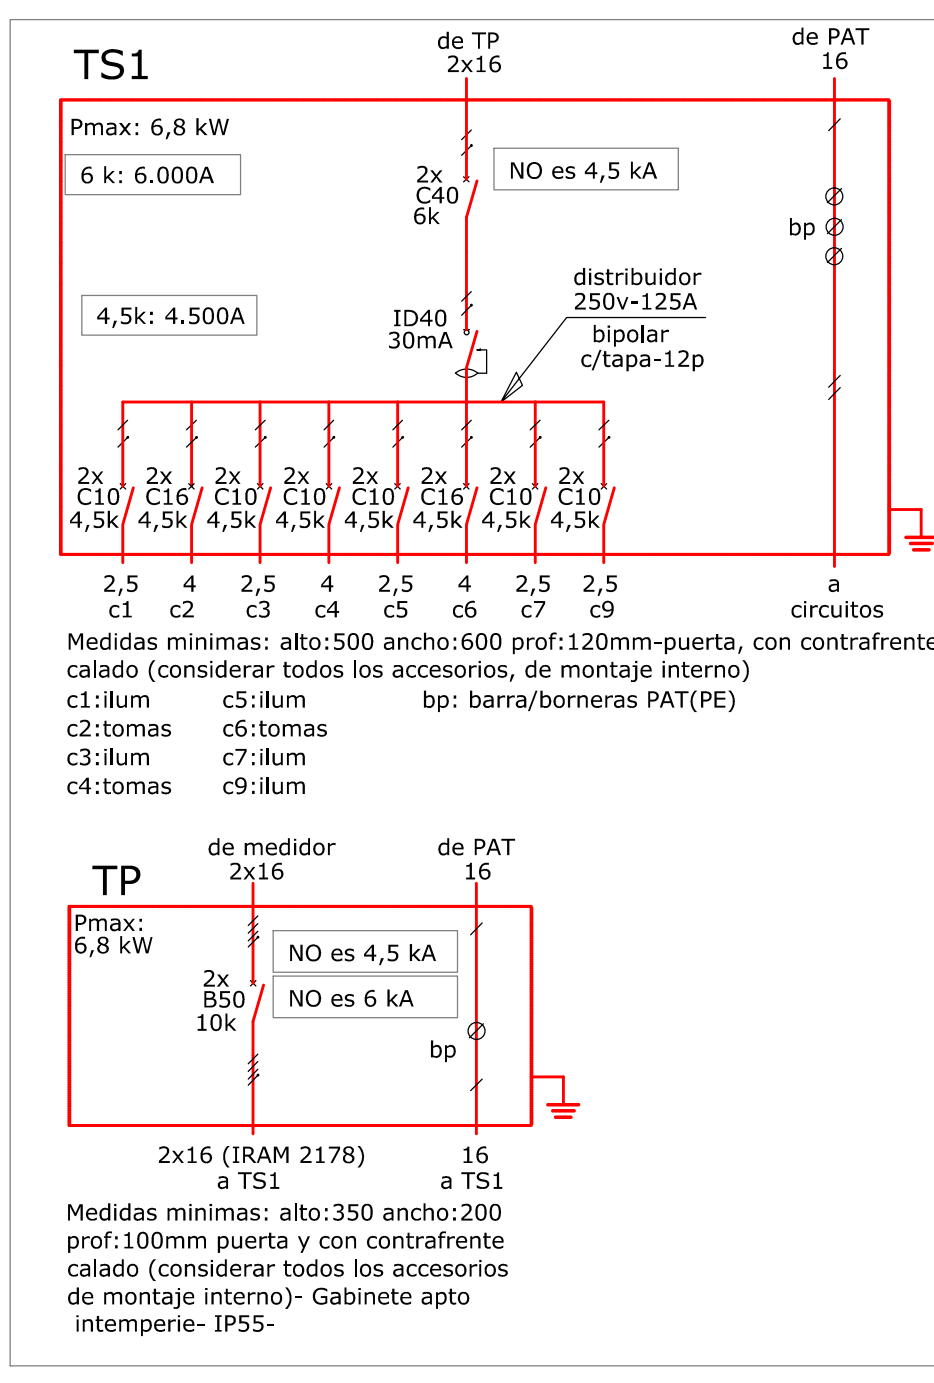 TS1
de TP
2x16
de PAT
16
Pmax: 6,8 kW
6 k: 6.000A
NO es 4,5 kA
2x
C40
6k
bp
4,5k: 4.500A
ID40
30mA
distribuidor
250v-125A
bipolar
c/tapa-12p
2x 2x 2x 2x 2x 2x 2x 2x
C10 C16 C10 C10 C10 C16 C10 C10
4,5k 4,5k 4,5k 4,5k 4,5k 4,5k 4,5k 4,5k
2,5 4 2,5 4 2,5 4 2,5 2,5 a
c1 c2 c3 c4 c5 c6 c7 c9 circuitos
Medidas minimas: alto:500 ancho:600 prof:120mm-puerta, con contrafrente
calado (considerar todos los accesorios, de montaje interno)
c1:ilum c5:ilum bp: barra/borneras PAT(PE)
c2:tomas c6:tomas
c3:ilum c7:ilum
c4:tomas c9:ilum
TP
de medidor
2x16
de PAT
16
Pmax:
6,8 kW
NO es 4,5 kA
NO es 6 kA
2x
B50
10k
bp
2x16 (IRAM 2178)
a TS1
16
a TS1
Medidas minimas: alto:350 ancho:200
prof:100mm puerta y con contrafrente
calado (considerar todos los accesorios
de montaje interno)- Gabinete apto
intemperie- IP55-